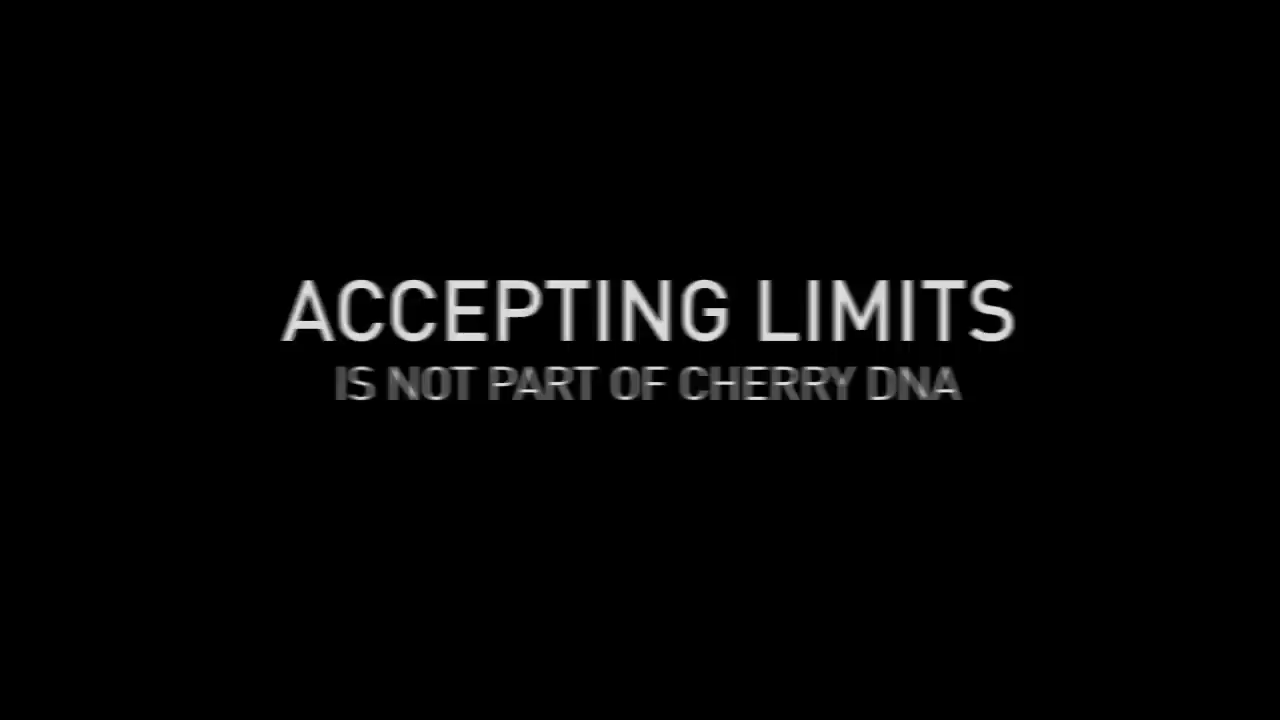 ACCEPTING LIMITS
IS NOT PART OF CHERRY DNA